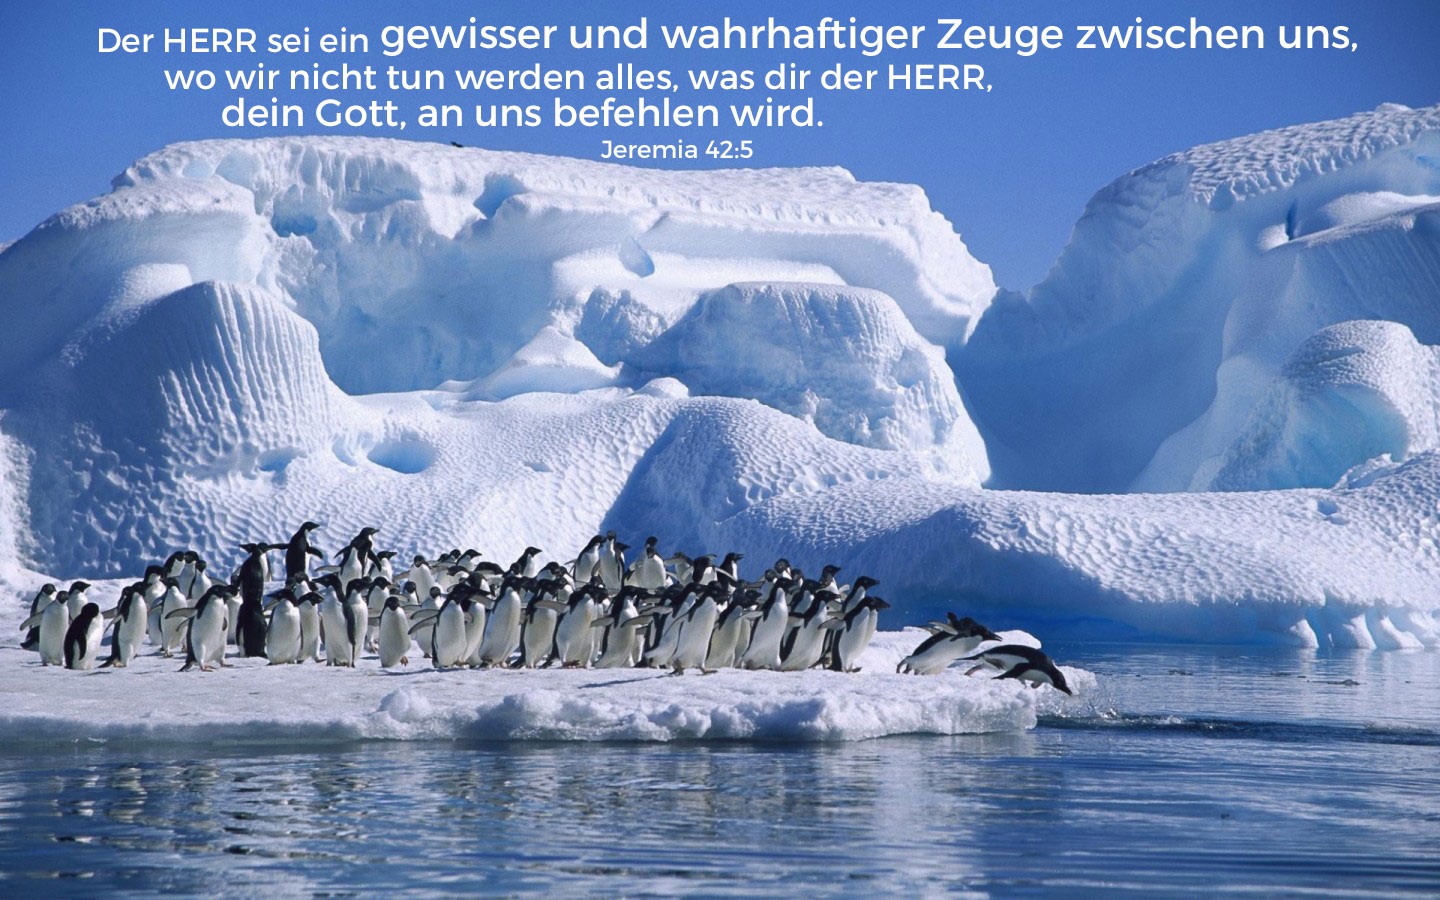 Der HERR sei ein gewisser und wahrhaftiger Zeuge zwischen uns,
wo wir nicht tun werden alles, was dir der HERR,
dein Gott, an uns befehlen wird.
Jeremia 42:5